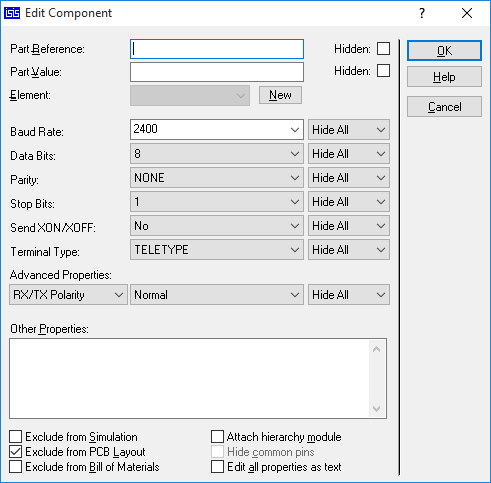 ISIS Edit Component ? ×
Part Reference: Hidden: OK
Part Value: Hidden: Help
Element: New Cancel
Baud Rate: 2400 Hide All
Data Bits: 8 Hide All
Parity: NONE Hide All
Stop Bits: 1 Hide All
Send XON/XOFF: No Hide All
Terminal Type: TELETYPE Hide All
Advanced Properties:
RX/TX Polarity Normal Hide All
Other Properties:
Exclude from Simulation Attach hierarchy module
Exclude from PCB Layout Hide common pins
Exclude from Bill of Materials Edit all properties as text